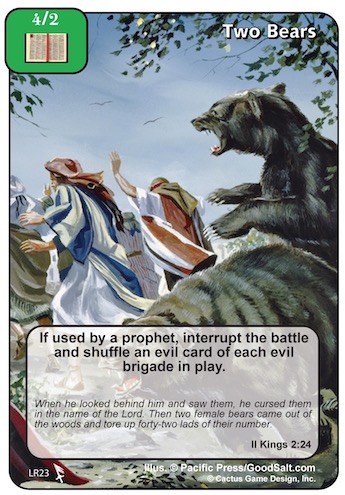 4/2
Two Bears
If used by a prophet, interrupt the battle
and shuffle an evil card of each evil
brigade in play.
When he looked behind him and saw them, he cursed them
in the name of the Lord. Then two female bears came out
of the woods and tore up forty-two lads of their number
II Kings 2:24
LR23
Illus. © Pacific Press/GoodSalt.com
© Cactus Game Design, Inc.